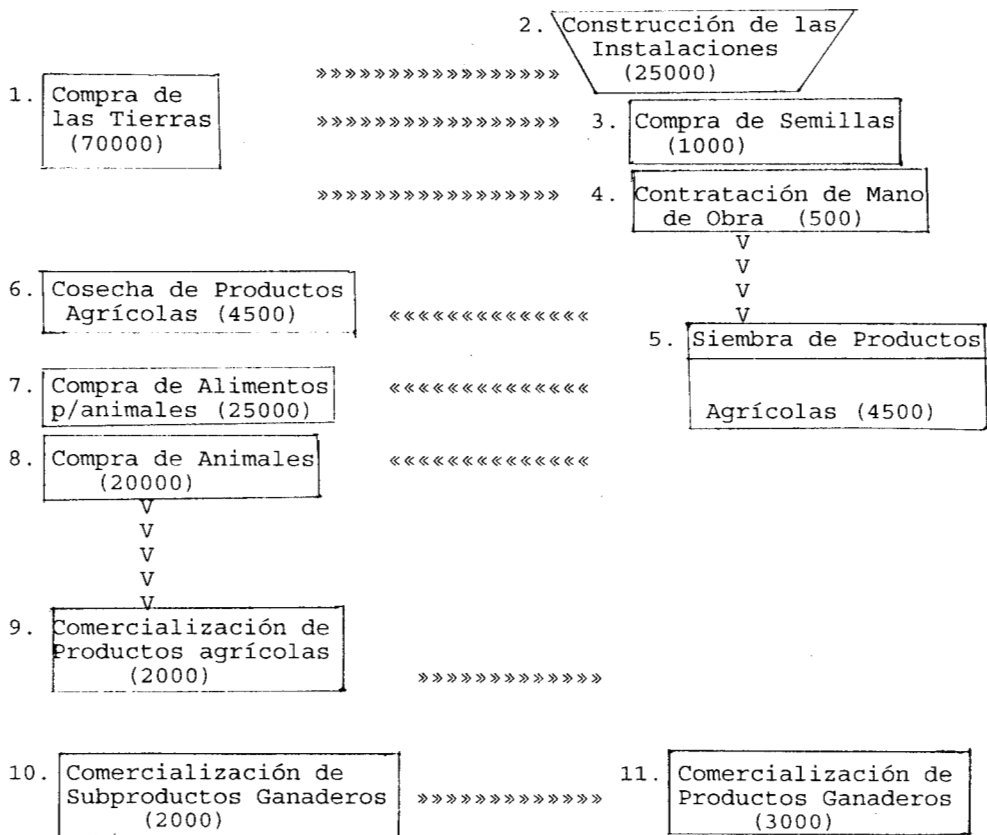 2. Construcción de las
Instalaciones
(25000)
»»»»»»»»»»»»»»»»»
1. Compra de
las Tierras
(70000)
»»»»»»»»»»»»»»»»»
3. Compra de Semillas
(1000)
»»»»»»»»»»»»»»»»»
4. Contratación de Mano
de Obra (500)
V
V
V
V
6. Cosecha de Productos
Agrícolas (4500)
««««««««««««««
5. Siembra de Productos
Agrícolas (4500)
7. Compra de Alimentos
p/animales (25000)
««««««««««««««
8. Compra de Animales
(20000)
««««««««««««««
V
V
V
V
V
9. Comercialización de
Productos agrícolas
(2000)
»»»»»»»»»»»»»
10. Comercialización de
Subproductos Ganaderos
(2000)
»»»»»»»»»»»»»
11. Comercialización de
Productos Ganaderos
(3000)